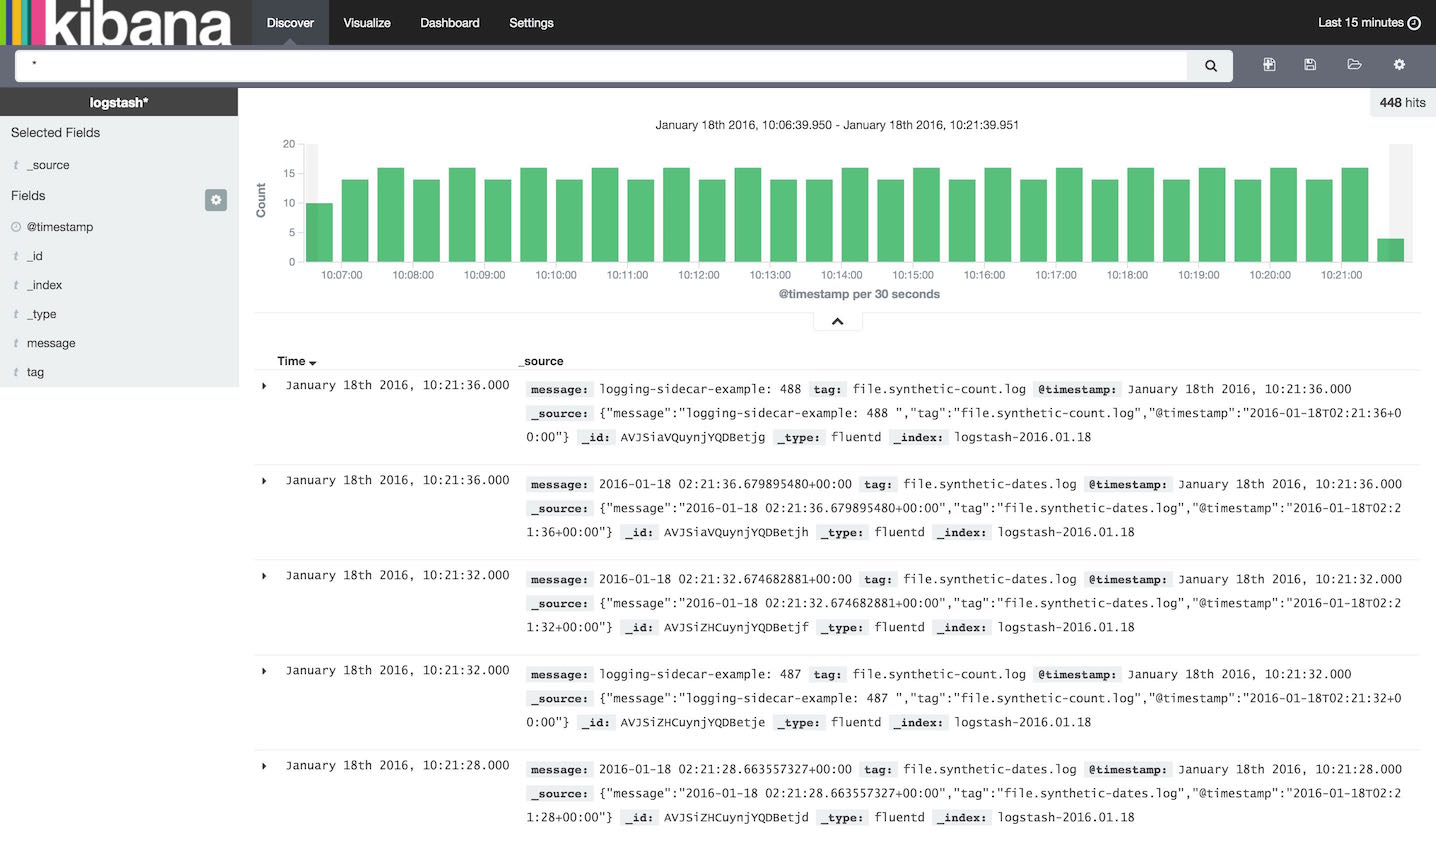 kibana Discover Visualize Dashboard Settings Last 15 minutes
*
logstash*
448 hits
Selected Fields
t _source
Fields
@timestamp
t _id
t _index
t _type
t message
t tag
January 18th 2016, 10:06:39.950 - January 18th 2016, 10:21:39.951
Count
20
15
10
5
0
10:07:00 10:08:00 10:09:00 10:10:00 10:11:00 10:12:00 10:13:00 10:14:00 10:15:00 10:16:00 10:17:00 10:18:00 10:19:00 10:20:00 10:21:00
@timestamp per 30 seconds
Time _source
January 18th 2016, 10:21:36.000 message: logging-sidecar-example: 488 tag: file.synthetic-count.log @timestamp: January 18th 2016, 10:21:36.000
_source: {"message":"logging-sidecar-example: 488 ","tag":"file.synthetic-count.log","@timestamp":"2016-01-18T02:21:36+0
0:00"} _id: AVJSiaVQuynjYQDBetjg _type: fluentd _index: logstash-2016.01.18
January 18th 2016, 10:21:36.000 message: 2016-01-18 02:21:36.679895480+00:00 tag: file.synthetic-dates.log @timestamp: January 18th 2016, 10:21:36.000
_source: {"message":"2016-01-18 02:21:36.679895480+00:00","tag":"file.synthetic-dates.log","@timestamp":"2016-01-18T02:2
1:36+00:00"} _id: AVJSiaVQuynjYQDBetjh _type: fluentd _index: logstash-2016.01.18
January 18th 2016, 10:21:32.000 message: 2016-01-18 02:21:32.674682881+00:00 tag: file.synthetic-dates.log @timestamp: January 18th 2016, 10:21:32.000
_source: {"message":"2016-01-18 02:21:32.674682881+00:00","tag":"file.synthetic-dates.log","@timestamp":"2016-01-18T02:2
1:32+00:00"} _id: AVJSiZHCuynjYQDBetjf _type: fluentd _index: logstash-2016.01.18
January 18th 2016, 10:21:32.000 message: logging-sidecar-example: 487 tag: file.synthetic-count.log @timestamp: January 18th 2016, 10:21:32.000
_source: {"message":"logging-sidecar-example: 487 ","tag":"file.synthetic-count.log","@timestamp":"2016-01-18T02:21:32+0
0:00"} _id: AVJSiZHCuynjYQDBetje _type: fluentd _index: logstash-2016.01.18
January 18th 2016, 10:21:28.000 message: 2016-01-18 02:21:28.663557327+00:00 tag: file.synthetic-dates.log @timestamp: January 18th 2016, 10:21:28.000
_source: {"message":"2016-01-18 02:21:28.663557327+00:00","tag":"file.synthetic-dates.log","@timestamp":"2016-01-18T02:2
1:28+00:00"} _id: AVJSiZHCuynjYQDBetjd _type: fluentd _index: logstash-2016.01.18